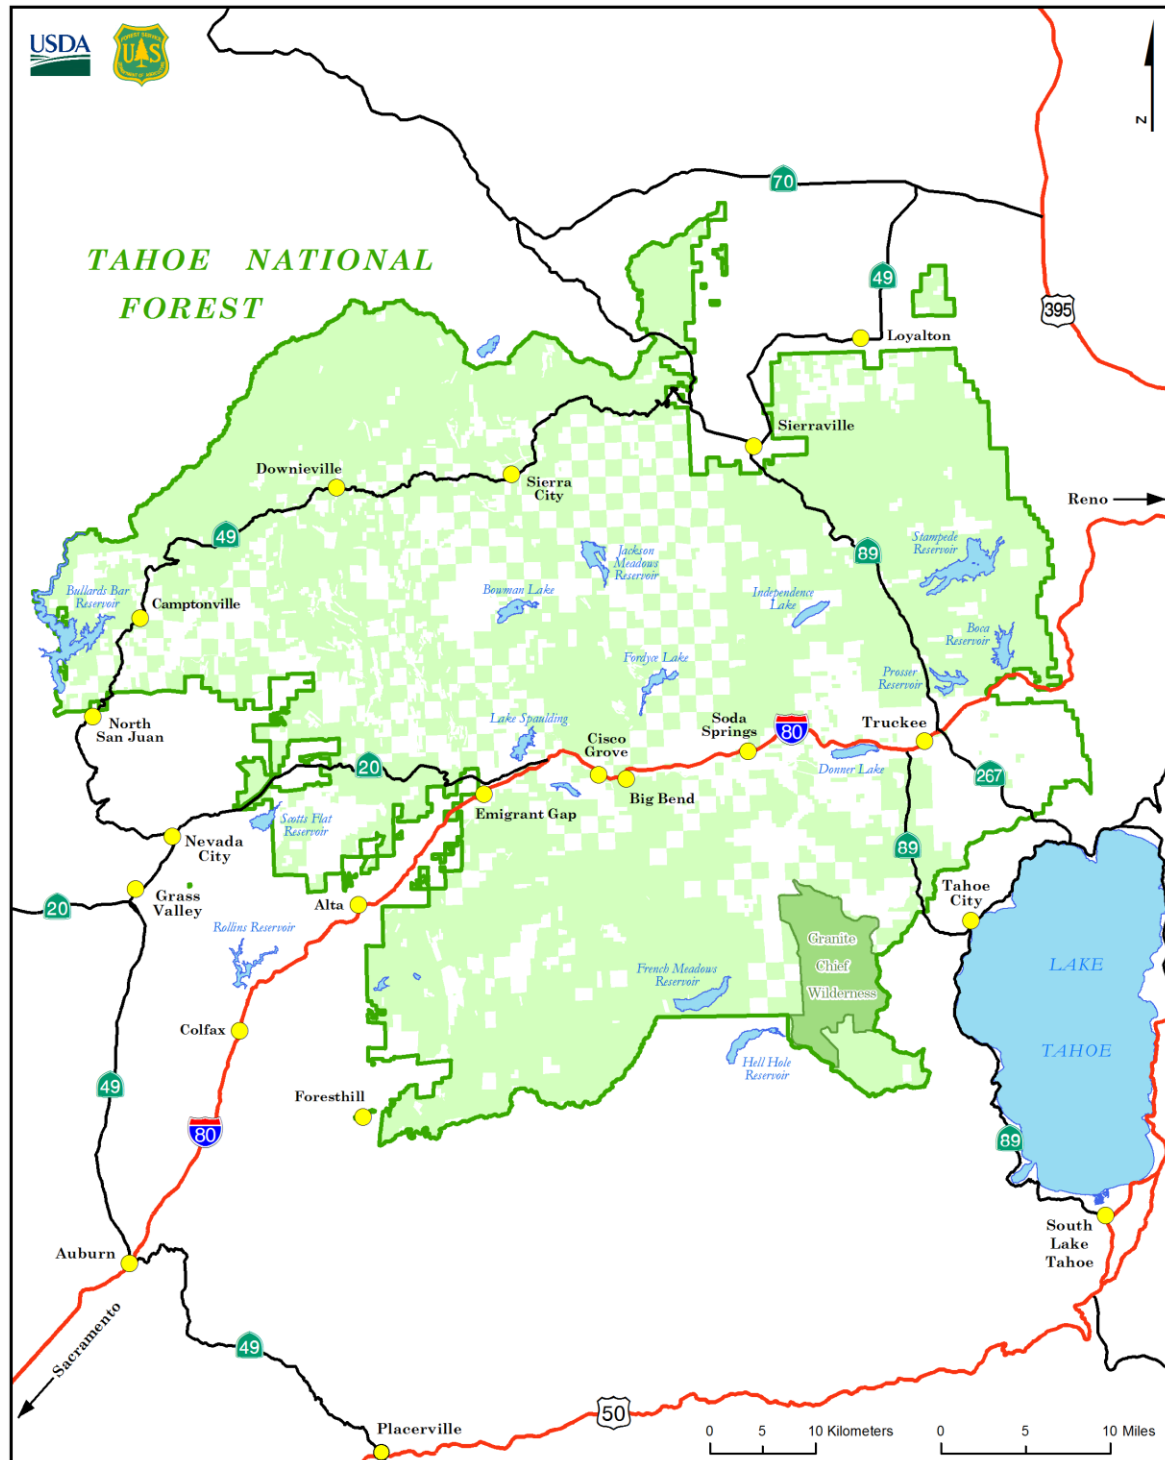 USDA
FOREST SERVICE
U S
DEPARTMENT OF AGRICULTURE
N
TAHOE NATIONAL
FOREST
70
49
395
Loyalton
Sierraville
Downieville
Sierra
City
Reno
49
89
Stampede
Reservoir
Jackson
Meadows
Reservoir
Bullards Bar
Reservoir
Camptonville
Bowman Lake
Independence
Lake
Boca
Reservoir
Fordyce Lake
Prosser
Reservoir
North
San Juan
Lake Spaulding
Cisco
Grove
Soda
Springs
80
Truckee
Donner Lake
20
267
Big Bend
Emigrant Gap
Scotts Flat
Reservoir
Nevada
City
89
Grass
Valley
20
Alta
Tahoe
City
Rollins Reservoir
Granite
Chief
Wilderness
French Meadows
Reservoir
LAKE
TAHOE
Colfax
Hell Hole
Reservoir
49
Foresthill
80
89
South
Lake
Tahoe
Auburn
Sacramento
49
50
Placerville
0 5 10 Kilometers
0 5 10 Miles